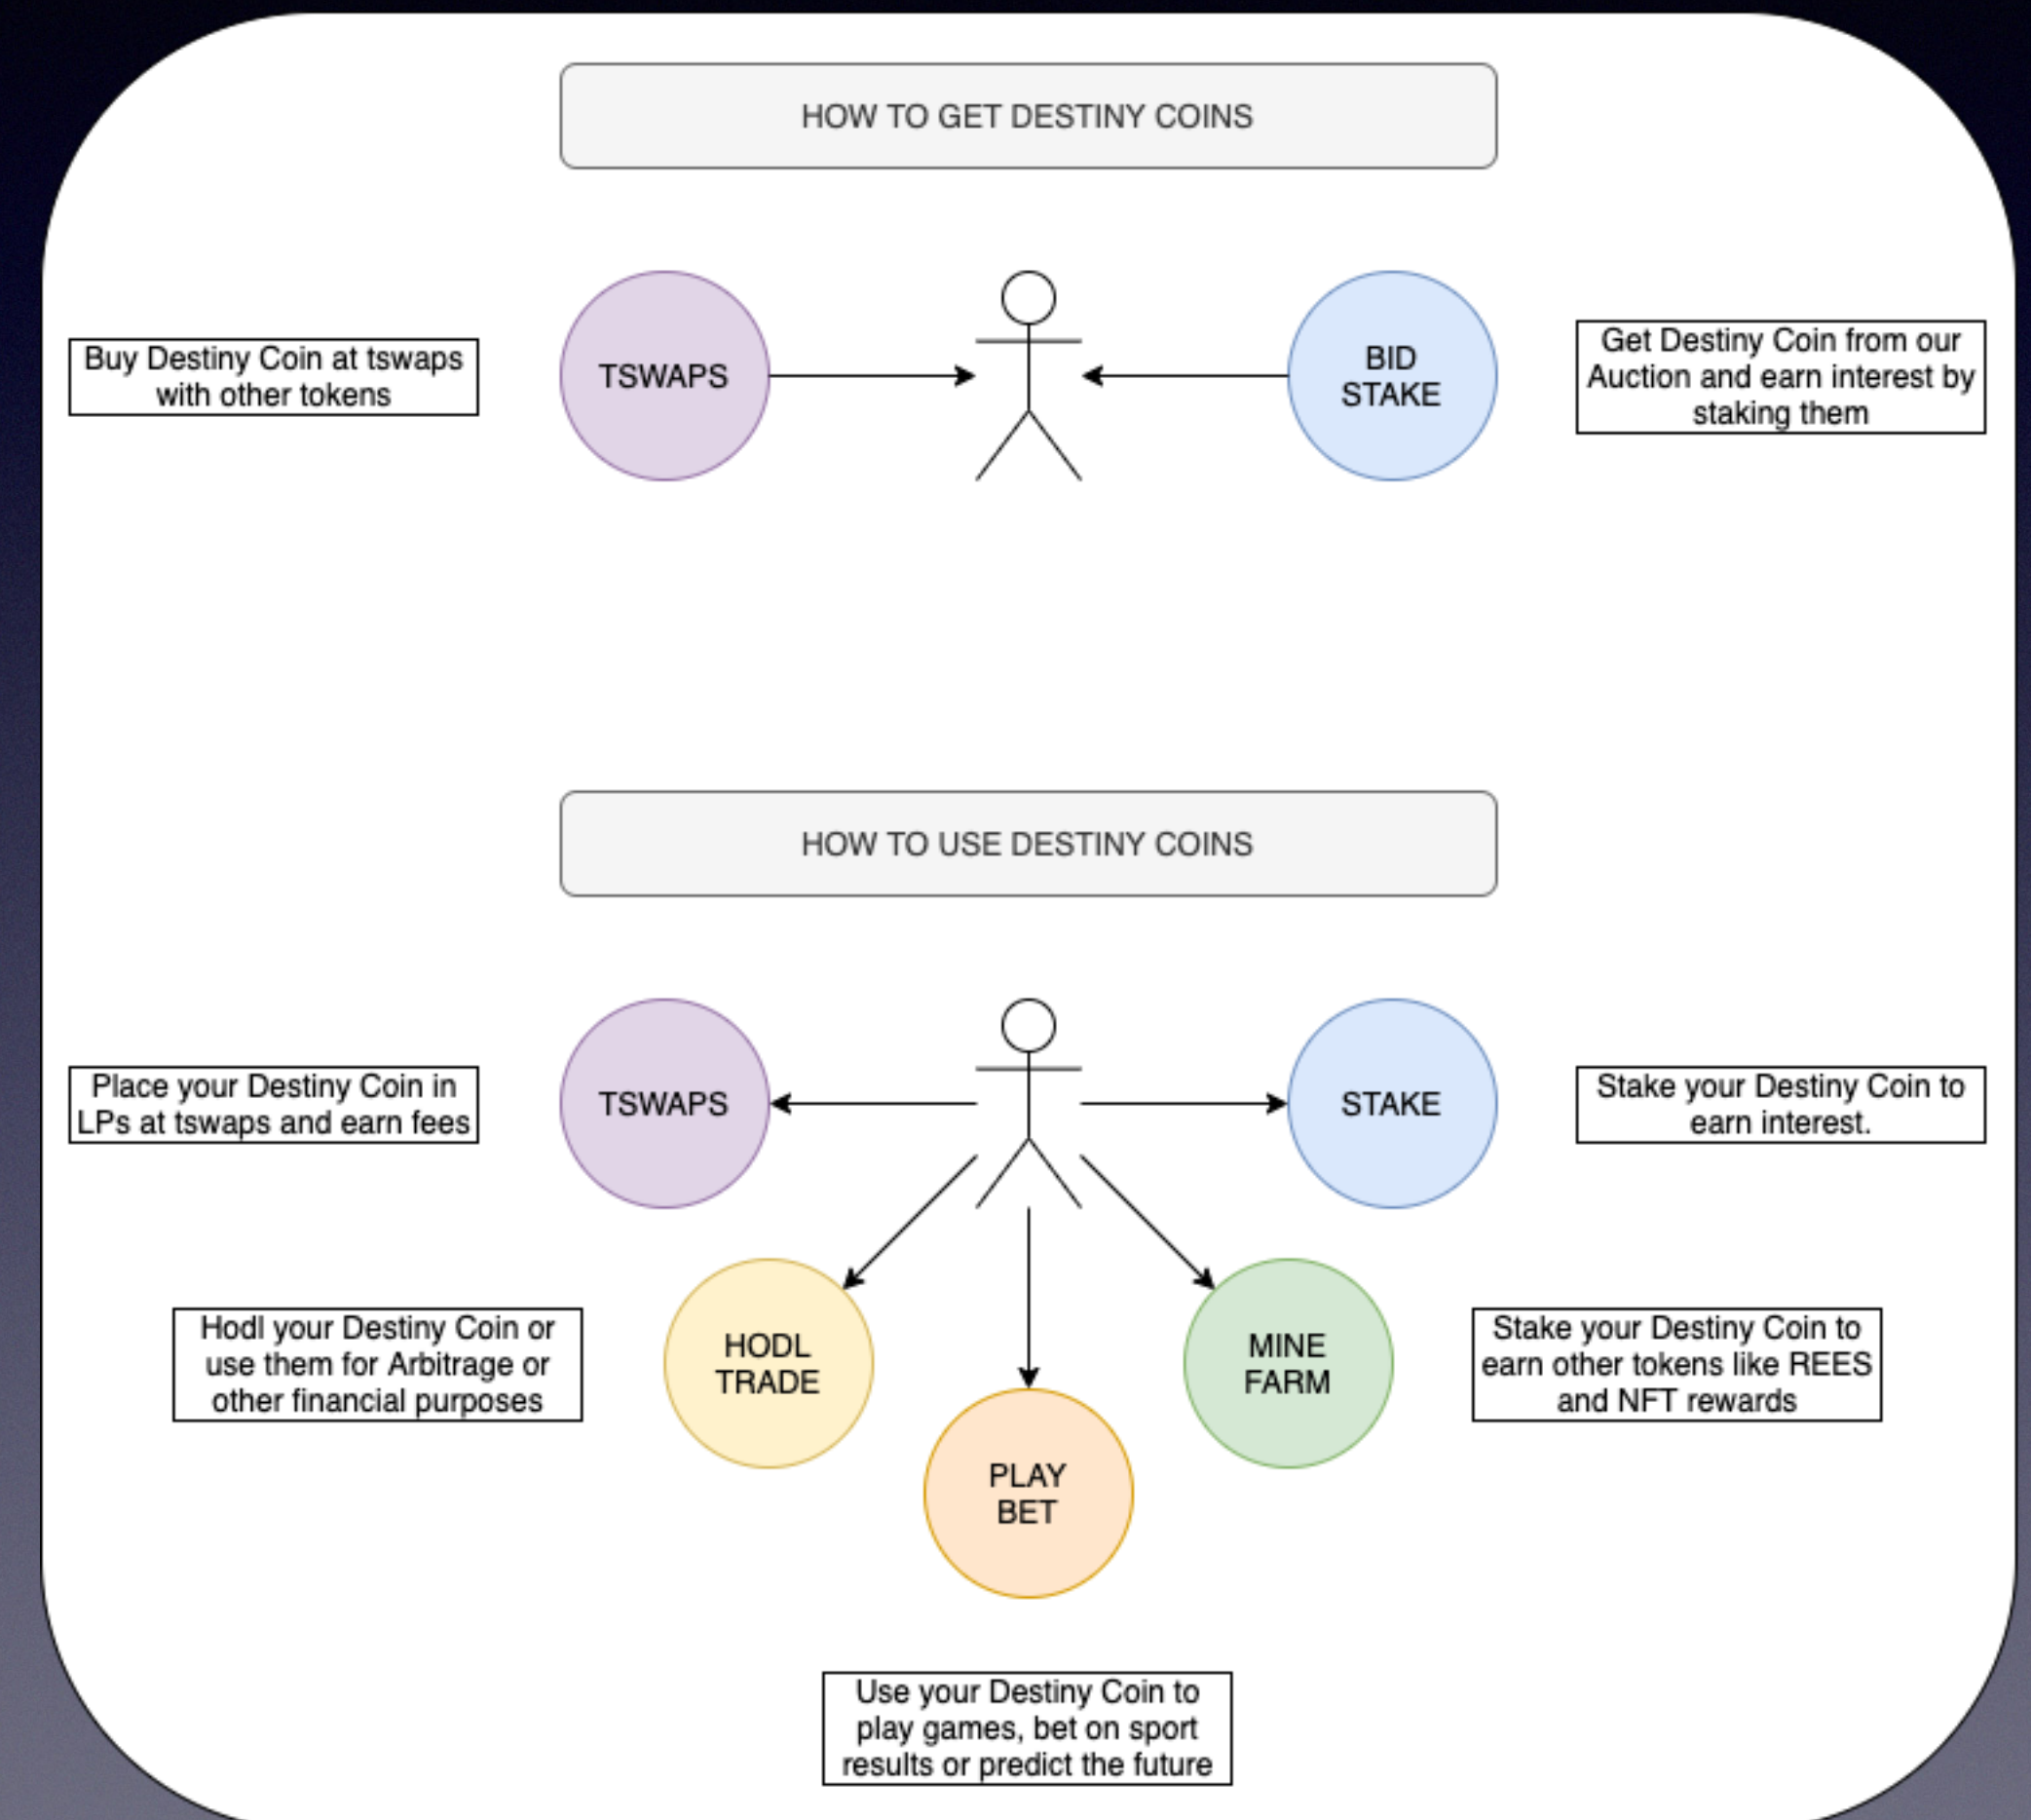 HOW TO GET DESTINY COINS
Buy Destiny Coin at tswaps
with other tokens
TSWAPS
BID
STAKE
Get Destiny Coin from our
Auction and earn interest by
staking them
HOW TO USE DESTINY COINS
Place your Destiny Coin in
LPs at tswaps and earn fees
TSWAPS
STAKE
Stake your Destiny Coin to
earn interest.
Hodl your Destiny Coin or
use them for Arbitrage or
other financial purposes
HODL
TRADE
MINE
FARM
Stake your Destiny Coin to
earn other tokens like REES
and NFT rewards
PLAY
BET
Use your Destiny Coin to
play games, bet on sport
results or predict the future